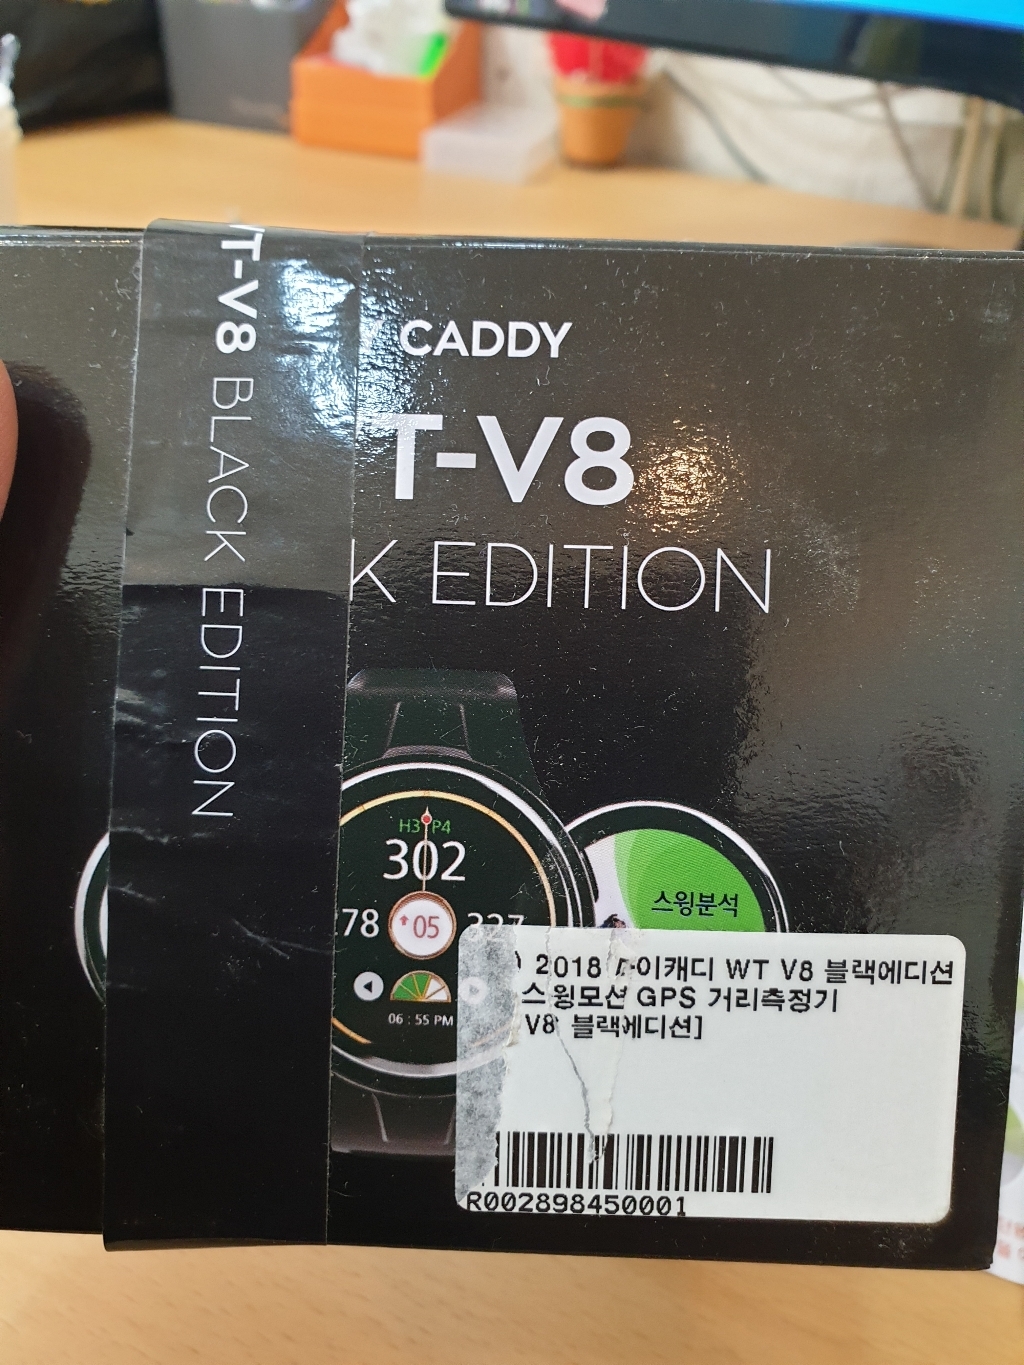 T-V8 BLACK EDITION
CADDY
T-V8
K EDITION
H3 P4
302
78 05 327
06 : 55 PM
스윙분석
2018 이캐디 WT V8 블랙에디션
스윙모션 GPS 거리측정기
V8 블랙에디션]
R002898450001